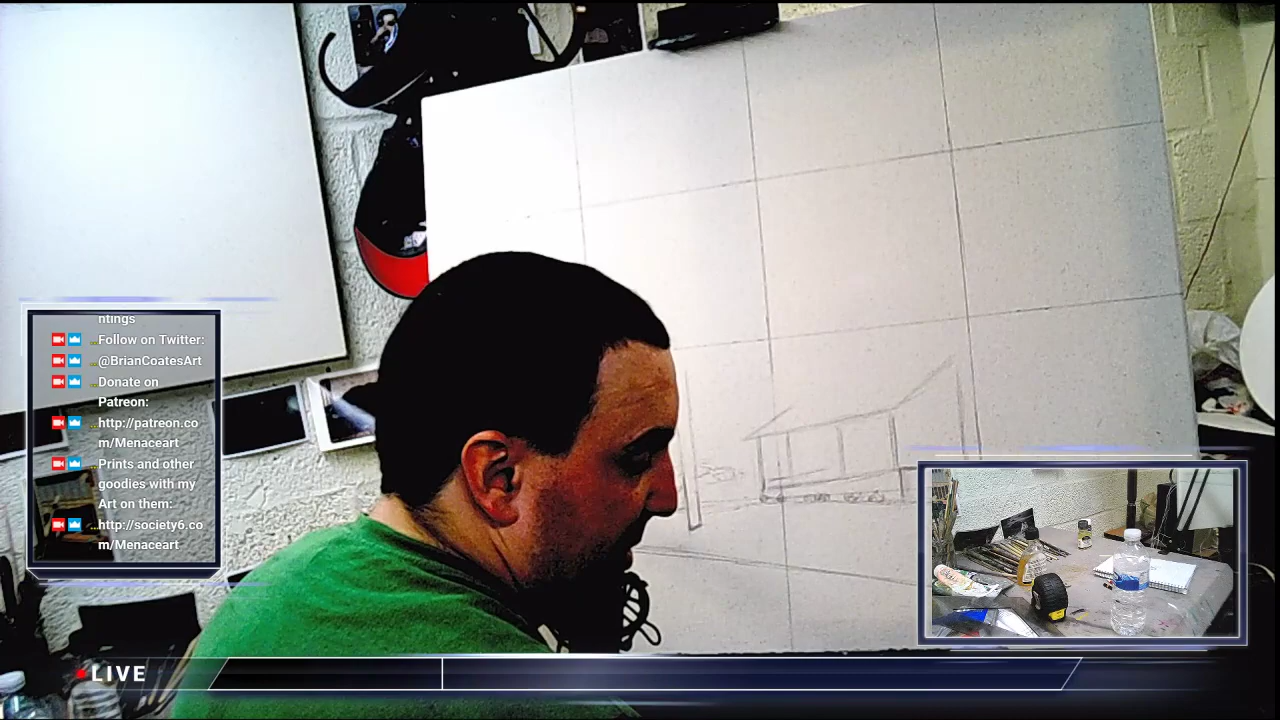 ntings
..Follow on Twitter:
..@BrianCoatesArt
..Donate on
Patreon:
..http://patreon.co
m/Menaceart
..Prints and other
goodies with my
Art on them:
..http://society6.co
m/Menaceart
LIVE